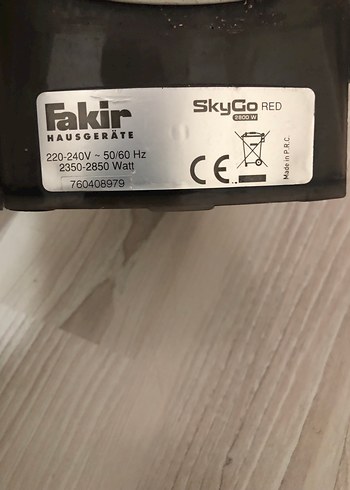 Fakir
HAUSGERÄTE
SkyGo RED
2800 W
220-240V ~ 50/60 Hz
2350-2850 Watt
760408979
CE
Made in P.R.C.